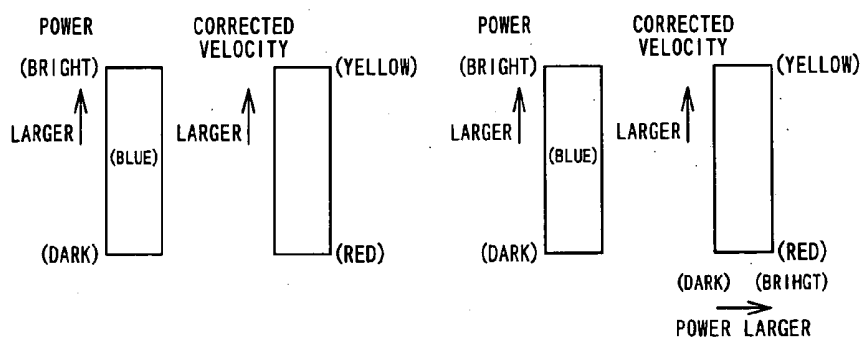 POWER
CORRECTED
VELOCITY
(BRIGHT)
(YELLOW)
LARGER
LARGER
(BLUE)
(DARK)
(RED)
POWER
CORRECTED
VELOCITY
(BRIGHT)
(YELLOW)
LARGER
LARGER
(BLUE)
(DARK)
(RED)
(DARK) (BRIHGT)
POWER LARGER